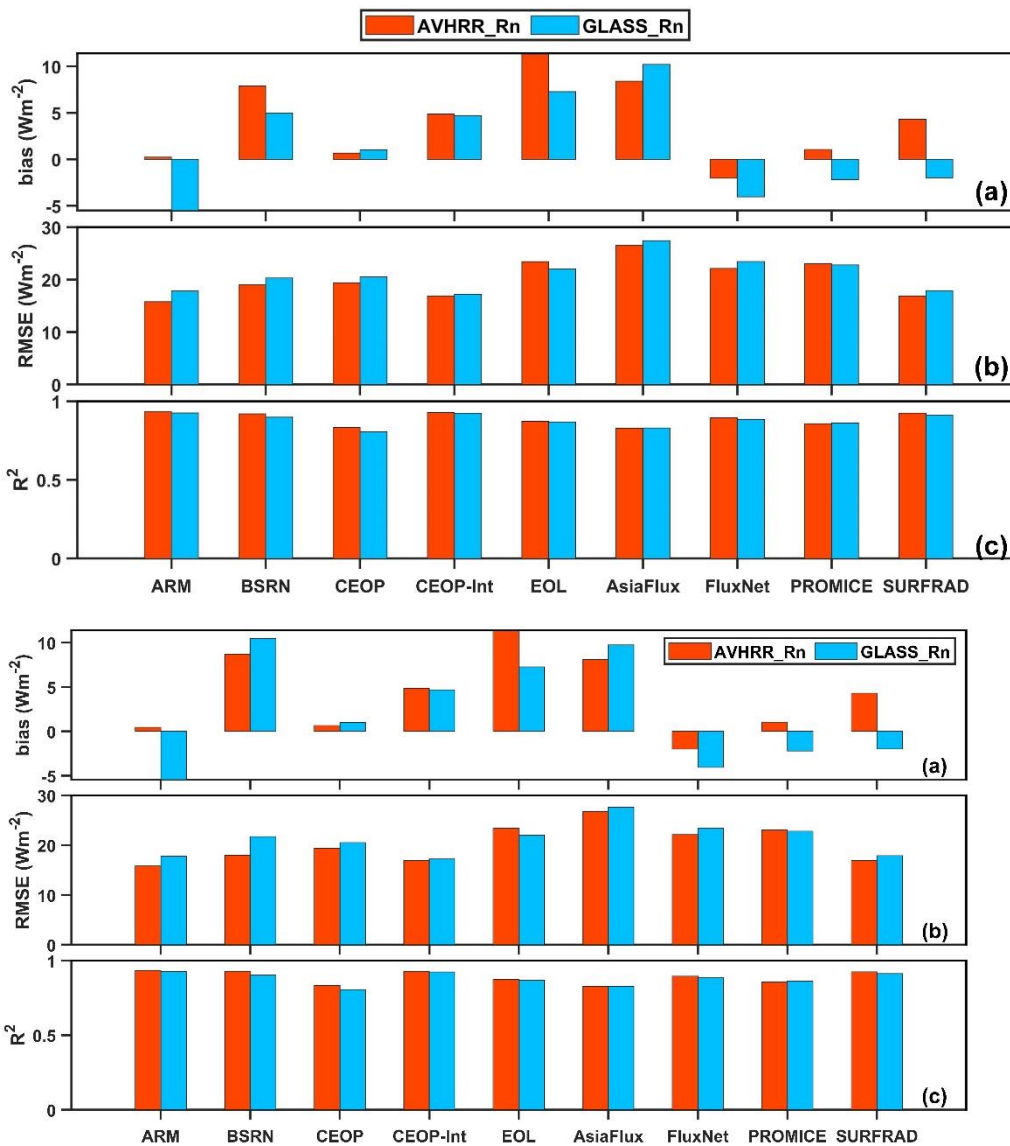 AVHRR_Rn GLASS_Rn
10
5
0
-5
bias (Wm⁻²)
(a)
30
20
10
0
RMSE (Wm⁻²)
(b)
1
0.5
0
R²
(c)
ARM BSRN CEOP CEOP-Int EOL AsiaFlux FluxNet PROMICE SURFRAD
AVHRR_Rn GLASS_Rn
10
5
0
-5
bias (Wm⁻²)
(a)
30
20
10
0
RMSE (Wm⁻²)
(b)
1
0.5
0
R²
(c)
ARM BSRN CEOP CEOP-Int EOL AsiaFlux FluxNet PROMICE SURFRAD